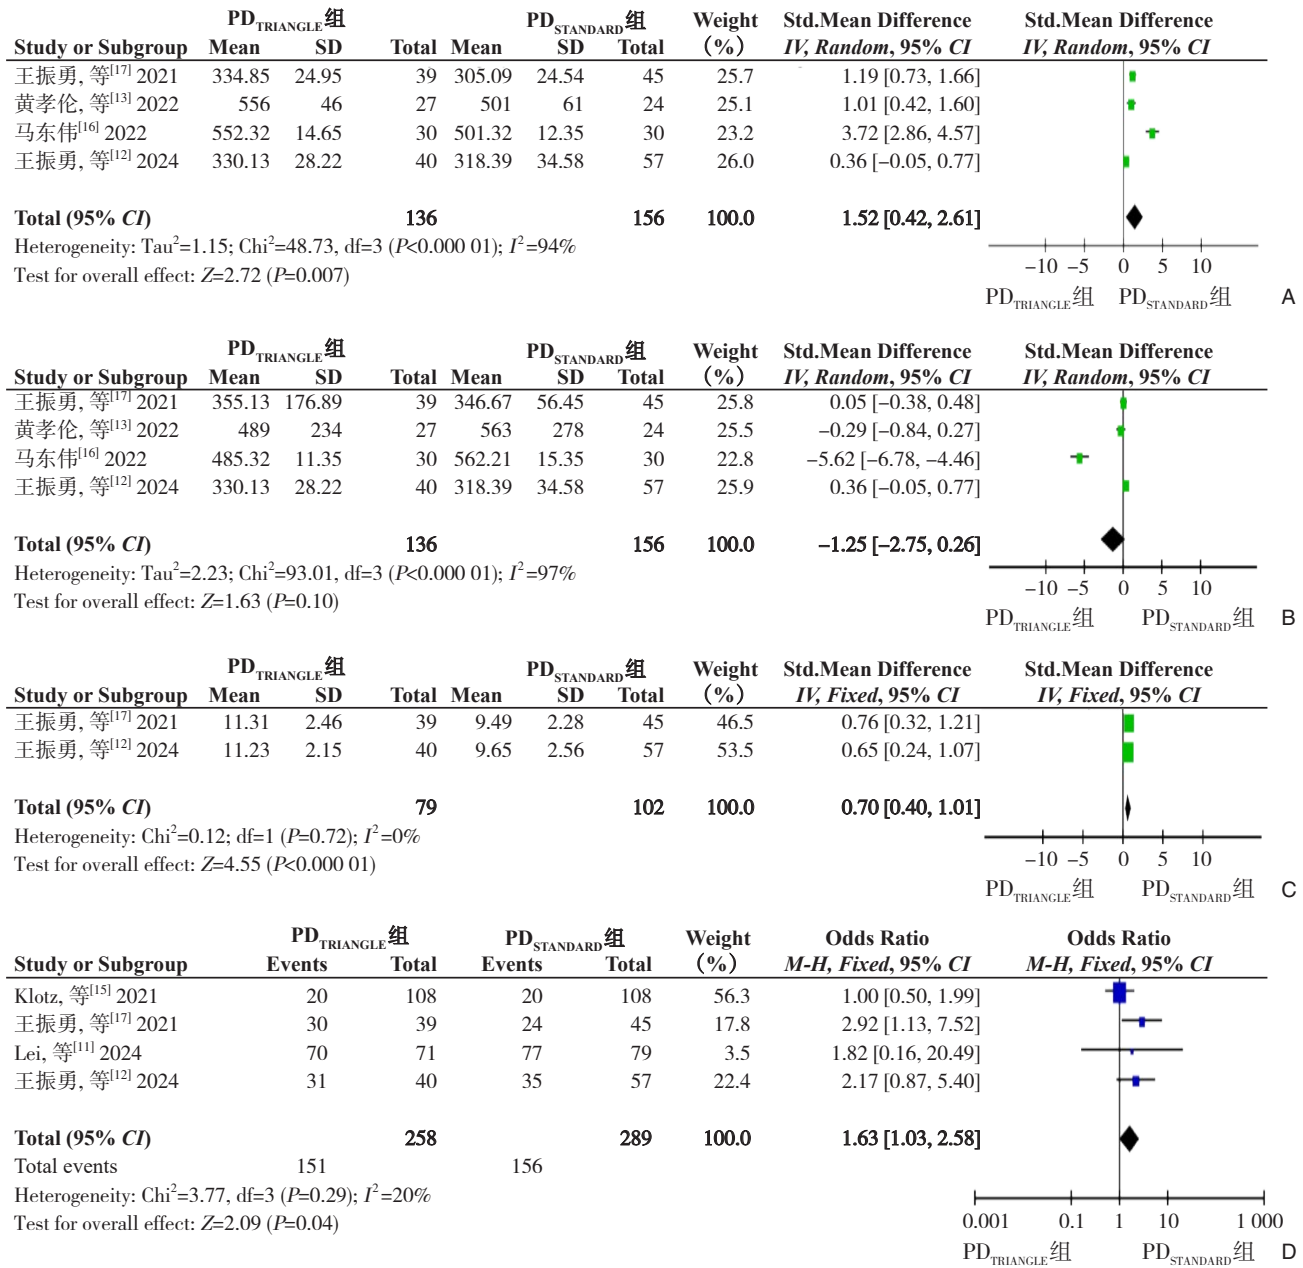 PD TRIANGLE组 PD STANDARD组 Weight Std.Mean Difference Std.Mean Difference
Study or Subgroup Mean SD Total Mean SD Total (%) IV, Random, 95% CI IV, Random, 95% CI
王振勇, 等[17] 2021 334.85 24.95 39 305.09 24.54 45 25.7 1.19 [0.73, 1.66]
黄孝伦, 等[13] 2022 556 46 27 501 61 24 25.1 1.01 [0.42, 1.60]
马东伟[16] 2022 552.32 14.65 30 501.32 12.35 30 23.2 3.72 [2.86, 4.57]
王振勇, 等[12] 2024 330.13 28.22 40 318.39 34.58 57 26.0 0.36 [−0.05, 0.77]
Total (95% CI) 136 156 100.0 1.52 [0.42, 2.61]
Heterogeneity: Tau²=1.15; Chi²=48.73, df=3 (P<0.000 01); I²=94%
Test for overall effect: Z=2.72 (P=0.007)
−10 −5 0 5 10
PD TRIANGLE组 PD STANDARD组 A
PD TRIANGLE组 PD STANDARD组 Weight Std.Mean Difference Std.Mean Difference
Study or Subgroup Mean SD Total Mean SD Total (%) IV, Random, 95% CI IV, Random, 95% CI
王振勇, 等[17] 2021 355.13 176.89 39 346.67 56.45 45 25.8 0.05 [−0.38, 0.48]
黄孝伦, 等[13] 2022 489 234 27 563 278 24 25.5 −0.29 [−0.84, 0.27]
马东伟[16] 2022 485.32 11.35 30 562.21 15.35 30 22.8 −5.62 [−6.78, −4.46]
王振勇, 等[12] 2024 330.13 28.22 40 318.39 34.58 57 25.9 0.36 [−0.05, 0.77]
Total (95% CI) 136 156 100.0 −1.25 [−2.75, 0.26]
Heterogeneity: Tau²=2.23; Chi²=93.01, df=3 (P<0.000 01); I²=97%
Test for overall effect: Z=1.63 (P=0.10)
−10 −5 0 5 10
PD TRIANGLE组 PD STANDARD组 B
PD TRIANGLE组 PD STANDARD组 Weight Std.Mean Difference Std.Mean Difference
Study or Subgroup Mean SD Total Mean SD Total (%) IV, Fixed, 95% CI IV, Fixed, 95% CI
王振勇, 等[17] 2021 11.31 2.46 39 9.49 2.28 45 46.5 0.76 [0.32, 1.21]
王振勇, 等[12] 2024 11.23 2.15 40 9.65 2.56 57 53.5 0.65 [0.24, 1.07]
Total (95% CI) 79 102 100.0 0.70 [0.40, 1.01]
Heterogeneity: Chi²=0.12; df=1 (P=0.72); I²=0%
Test for overall effect: Z=4.55 (P<0.000 01)
−10 −5 0 5 10
PD TRIANGLE组 PD STANDARD组 C
PD TRIANGLE组 PD STANDARD组 Weight Odds Ratio Odds Ratio
Study or Subgroup Events Total Events Total (%) M-H, Fixed, 95% CI M-H, Fixed, 95% CI
Klotz, 等[15] 2021 20 108 20 108 56.3 1.00 [0.50, 1.99]
王振勇, 等[17] 2021 30 39 24 45 17.8 2.92 [1.13, 7.52]
Lei, 等[11] 2024 70 71 77 79 3.5 1.82 [0.16, 20.49]
王振勇, 等[12] 2024 31 40 35 57 22.4 2.17 [0.87, 5.40]
Total (95% CI) 258 289 100.0 1.63 [1.03, 2.58]
Total events 151 156
Heterogeneity: Chi²=3.77, df=3 (P=0.29); I²=20%
Test for overall effect: Z=2.09 (P=0.04)
0.001 0.1 1 10 1 000
PD TRIANGLE组 PD STANDARD组 D